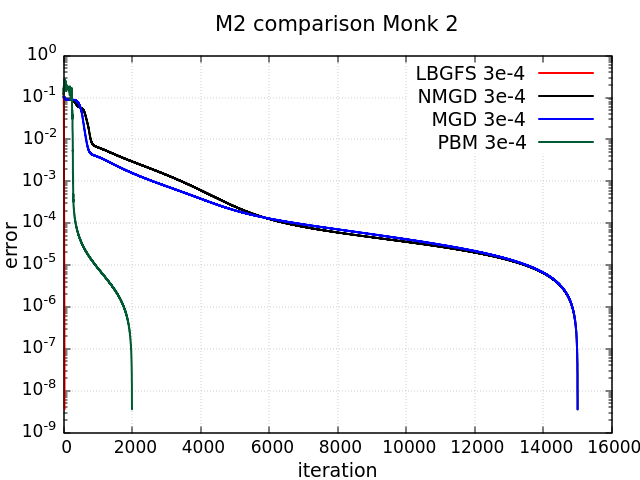 M2 comparison Monk 2
10^0
LBGFS 3e-4
10^-1
NMGD 3e-4
MGD 3e-4
10^-2
PBM 3e-4
10^-3
10^-4
error
10^-5
10^-6
10^-7
10^-8
10^-9
0 2000 4000 6000 8000 10000 12000 14000 16000
iteration